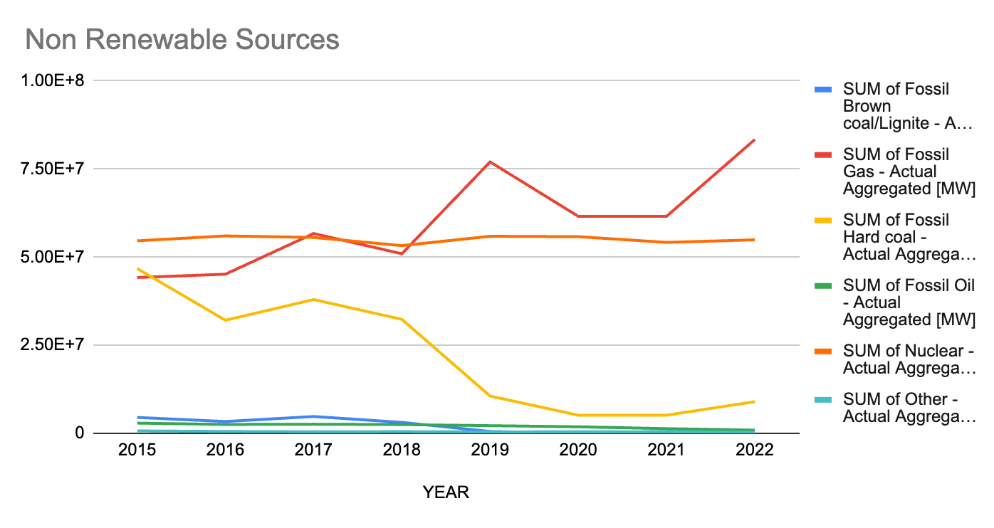 Non Renewable Sources
1.00E+8
7.50E+7
5.00E+7
2.50E+7
0
2015 2016 2017 2018 2019 2020 2021 2022
YEAR
SUM of Fossil
Brown
coal/Lignite - A…
SUM of Fossil
Gas - Actual
Aggregated [MW]
SUM of Fossil
Hard coal -
Actual Aggrega…
SUM of Fossil Oil
- Actual
Aggregated [MW]
SUM of Nuclear -
Actual Aggrega…
SUM of Other -
Actual Aggrega…